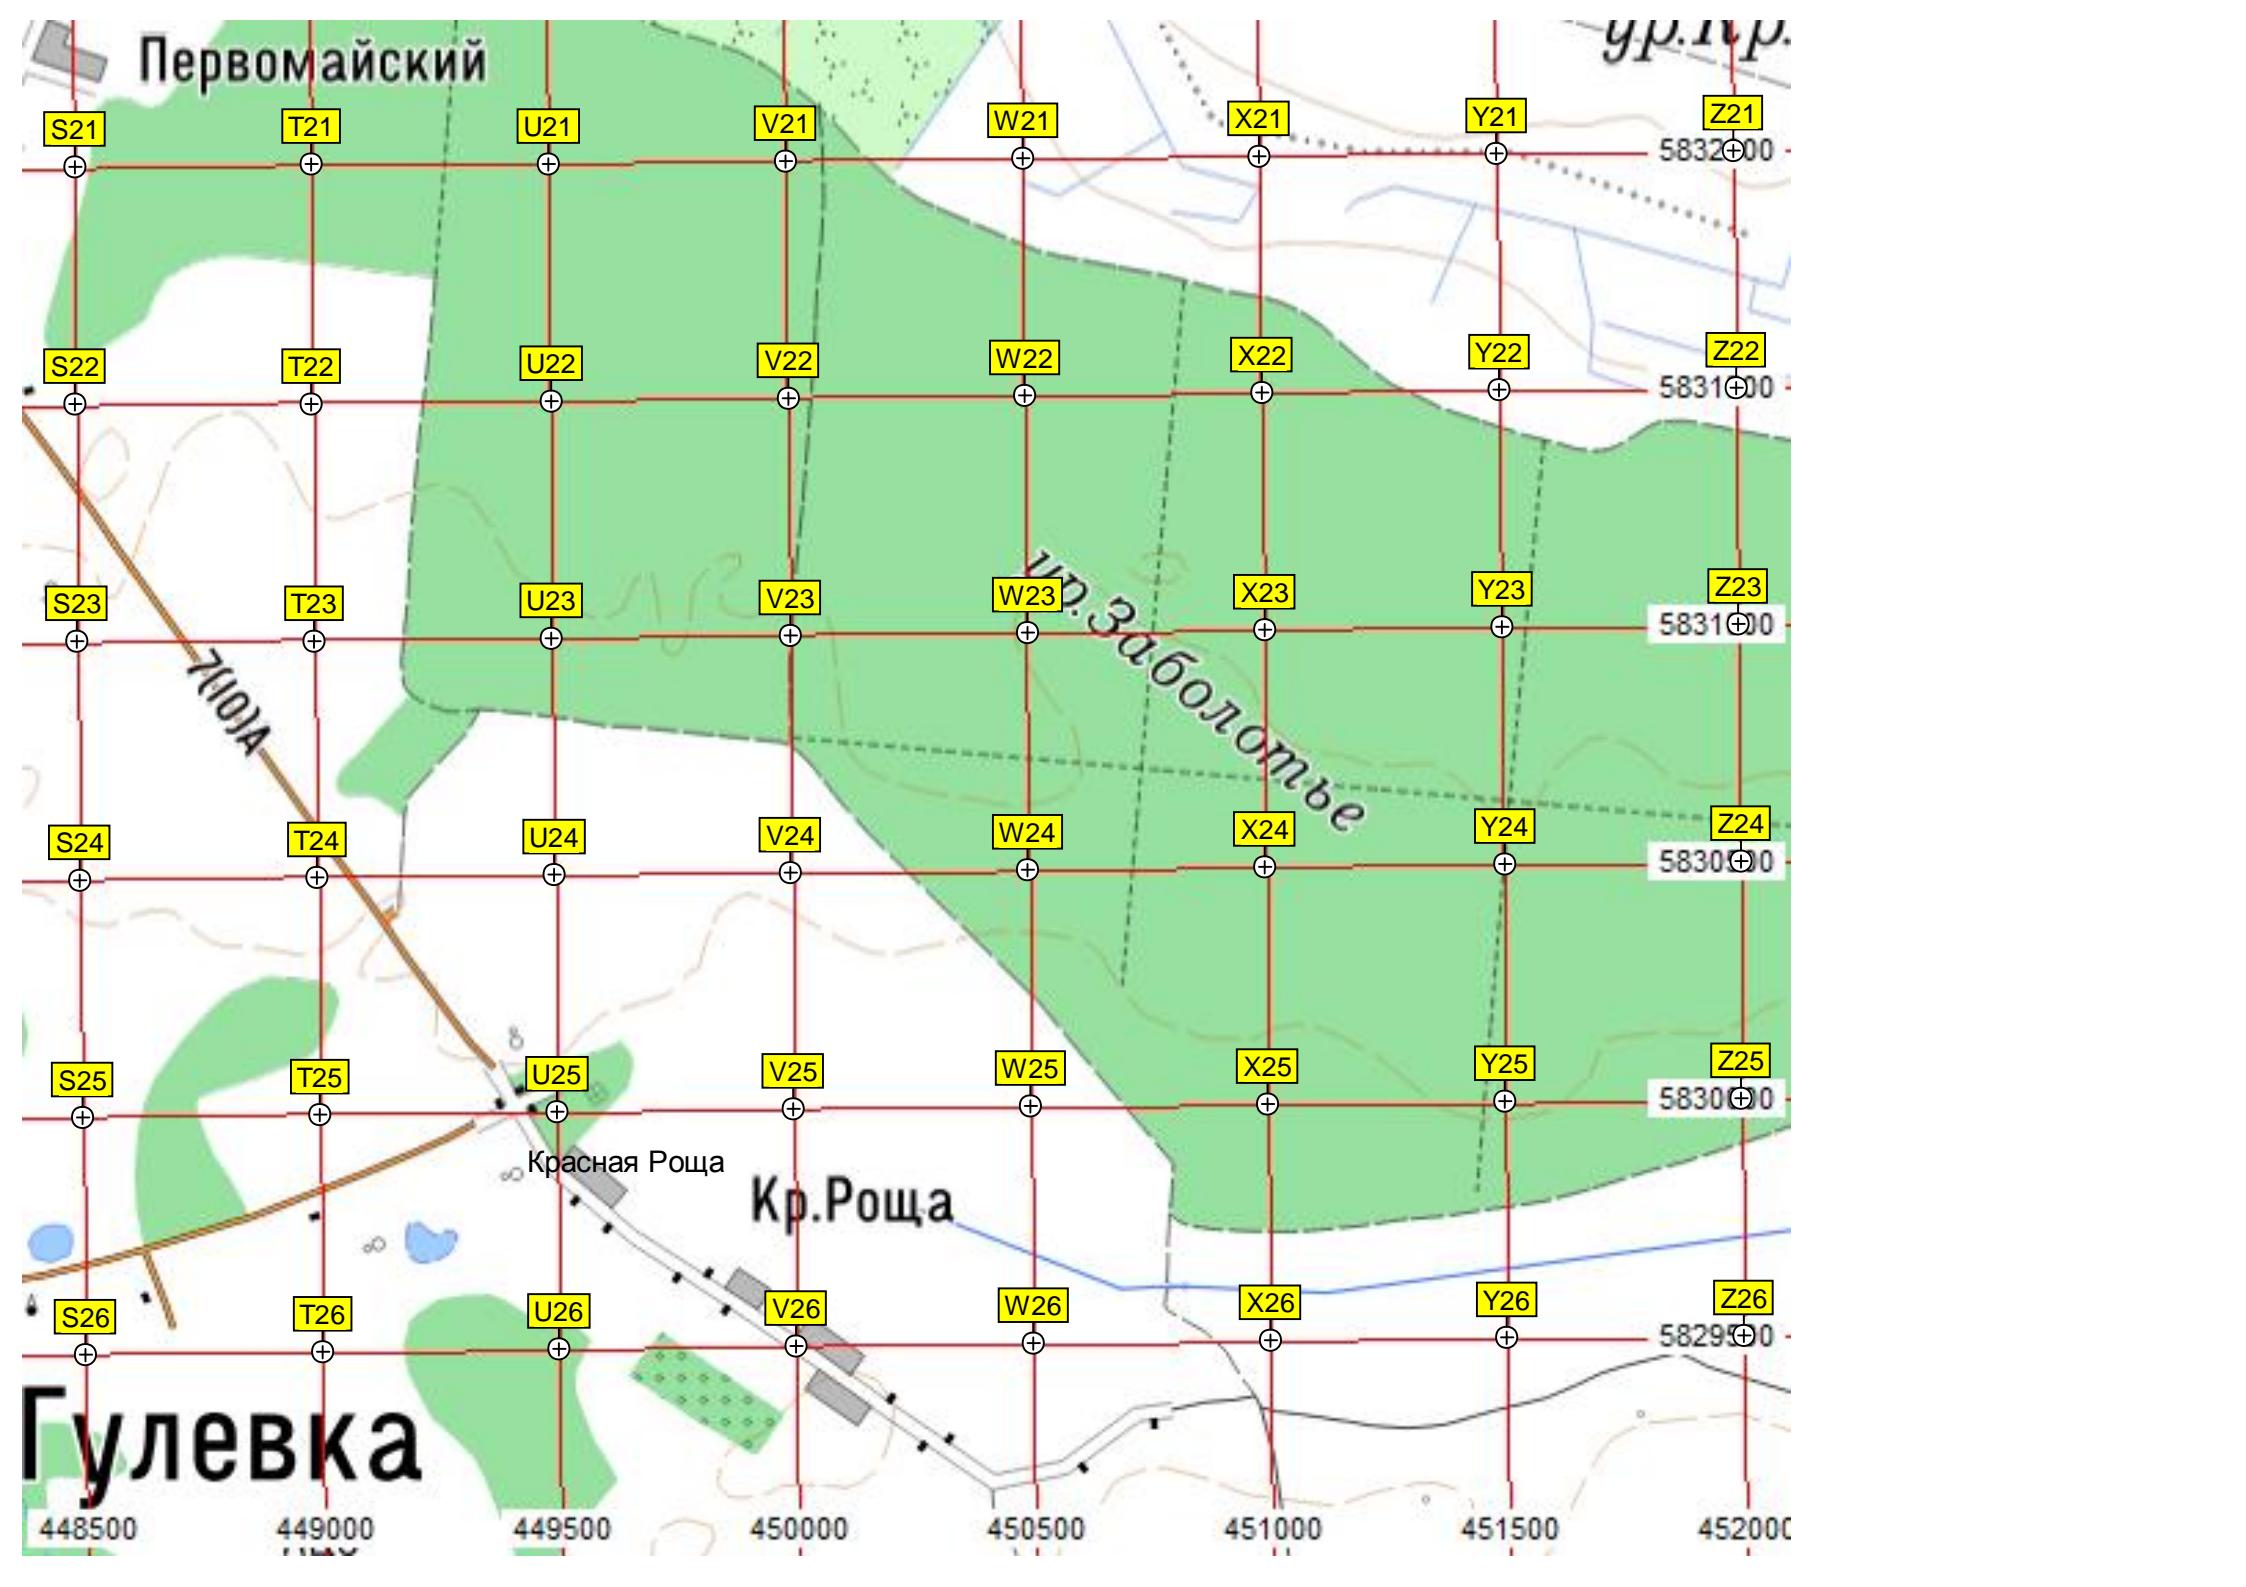 Первомайский
ур.Кр.
S21 T21 U21 V21 W21 X21 Y21 Z21
S22 T22 U22 V22 W22 X22 Y22 Z22
S23 T23 U23 V23 W23 X23 Y23 Z23
5831000
ур.Заболотье
7(10)А
S24 T24 U24 V24 W24 X24 Y24 Z24
5830500
S25 T25 U25 V25 W25 X25 Y25 Z25
5830000
Красная Роща
Кр.Роща
S26 T26 U26 V26 W26 X26 Y26 Z26
5829500
Гулевка
448500 449000 449500 450000 450500 451000 451500 452000